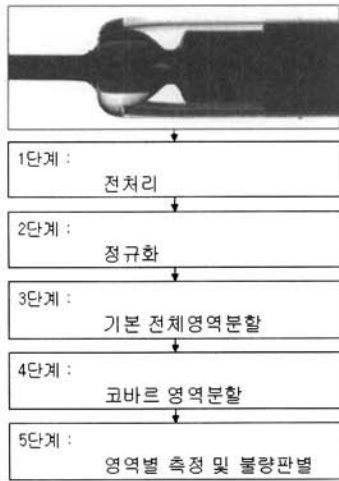 1단계 :
전처리
2단계 :
정규화
3단계 :
기본 전체영역분할
4단계 :
코바르 영역분할
5단계 :
영역별 측정 및 불량판별